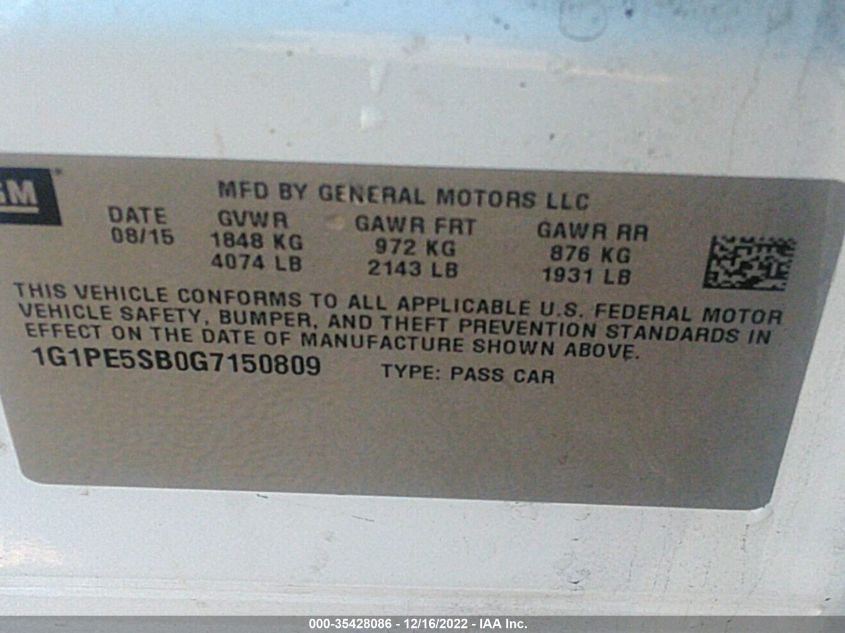 GM
MFD BY GENERAL MOTORS LLC
DATE GVWR GAWR FRT GAWR RR
08/15 1848 KG 972 KG 876 KG
4074 LB 2143 LB 1931 LB
THIS VEHICLE CONFORMS TO ALL APPLICABLE U.S. FEDERAL MOTOR
VEHICLE SAFETY, BUMPER, AND THEFT PREVENTION STANDARDS IN
EFFECT ON THE DATE OF MANUFACTURE SHOWN ABOVE.
1G1PE5SB0G7150809 TYPE: PASS CAR
000-35428086 - 12/16/2022 - IAA Inc.